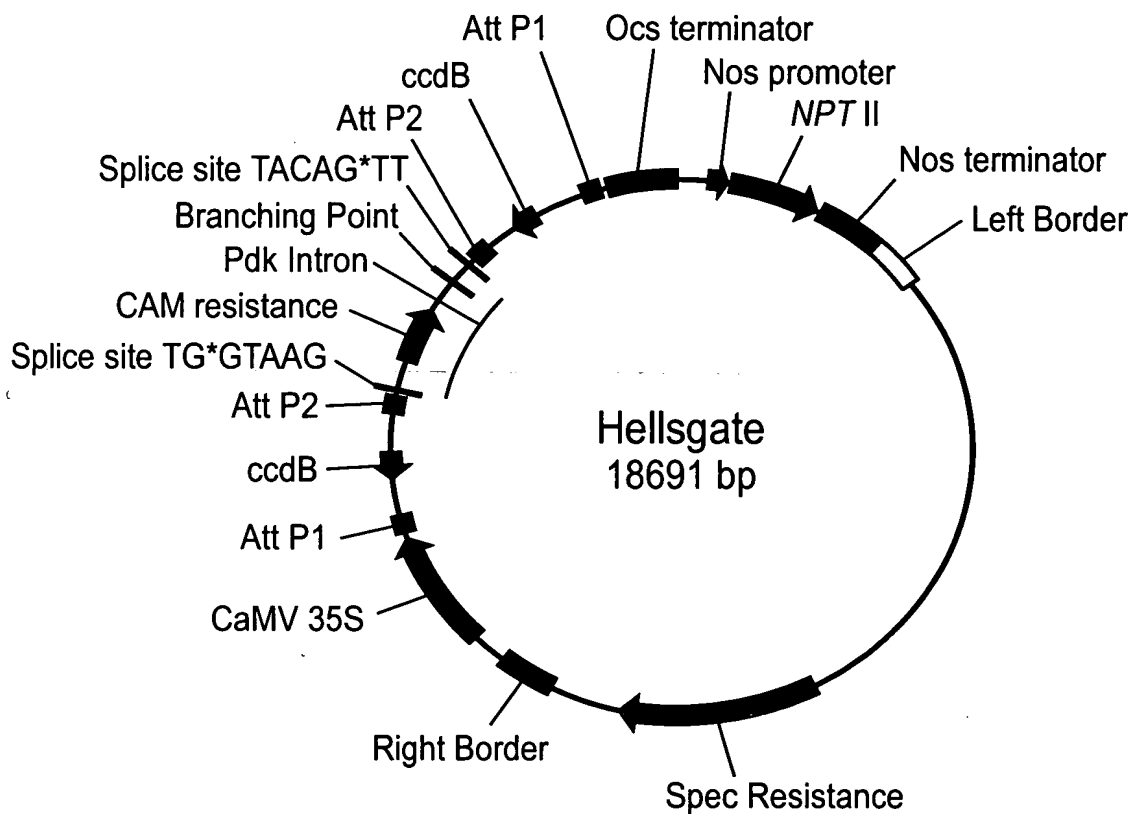 Att P1
Ocs terminator
ccdB
Nos promoter
Att P2
NPT II
Splice site TACAG*TT
Nos terminator
Branching Point
Left Border
Pdk Intron
CAM resistance
Splice site TG*GTAAG
Att P2
Hellsgate
18691 bp
ccdB
Att P1
CaMV 35S
Right Border
Spec Resistance